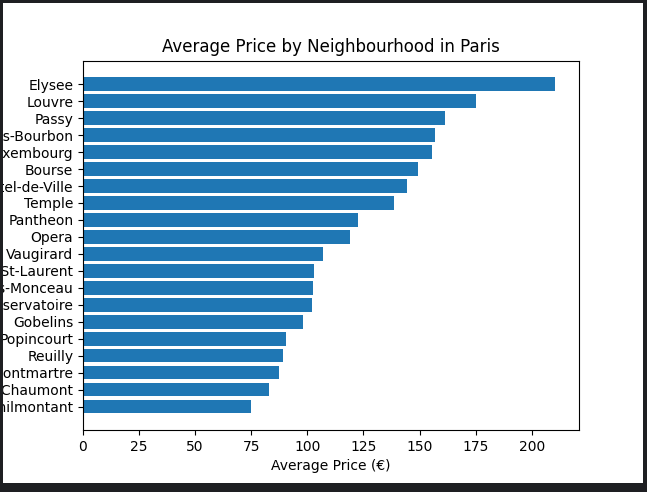 Average Price by Neighbourhood in Paris
Elysee
Louvre
Passy
s-Bourbon
xembourg
Bourse
tel-de-Ville
Temple
Pantheon
Opera
Vaugirard
St-Laurent
s-Monceau
servatoire
Gobelins
Popincourt
Reuilly
ontmartre
Chaumont
nilmontant
0 25 50 75 100 125 150 175 200
Average Price (€)